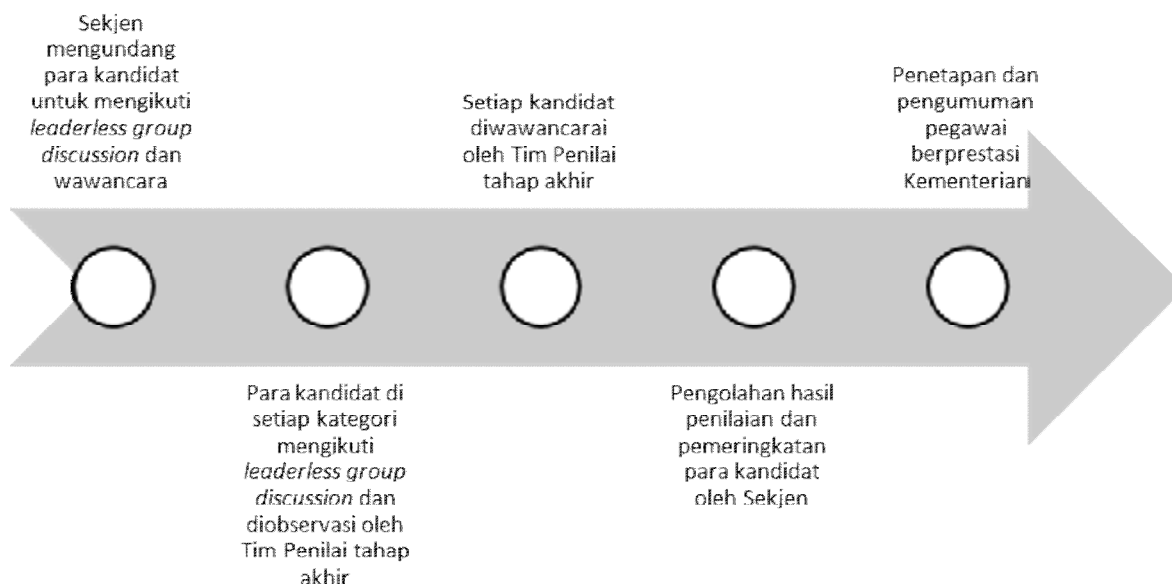 Sekjen
mengundang
para kandidat
untuk mengikuti
leaderless group
discussion dan
wawancara
Para kandidat di
setiap kategori
mengikuti
leaderless group
discussion dan
diobservasi oleh
Tim Penilai tahap
akhir
Setiap kandidat
diwawancarai
oleh Tim Penilai
tahap akhir
Pengolahan hasil
penilaian dan
pemeringkatan
para kandidat
oleh Sekjen
Penetapan dan
pengumuman
pegawai
berprestasi
Kementerian